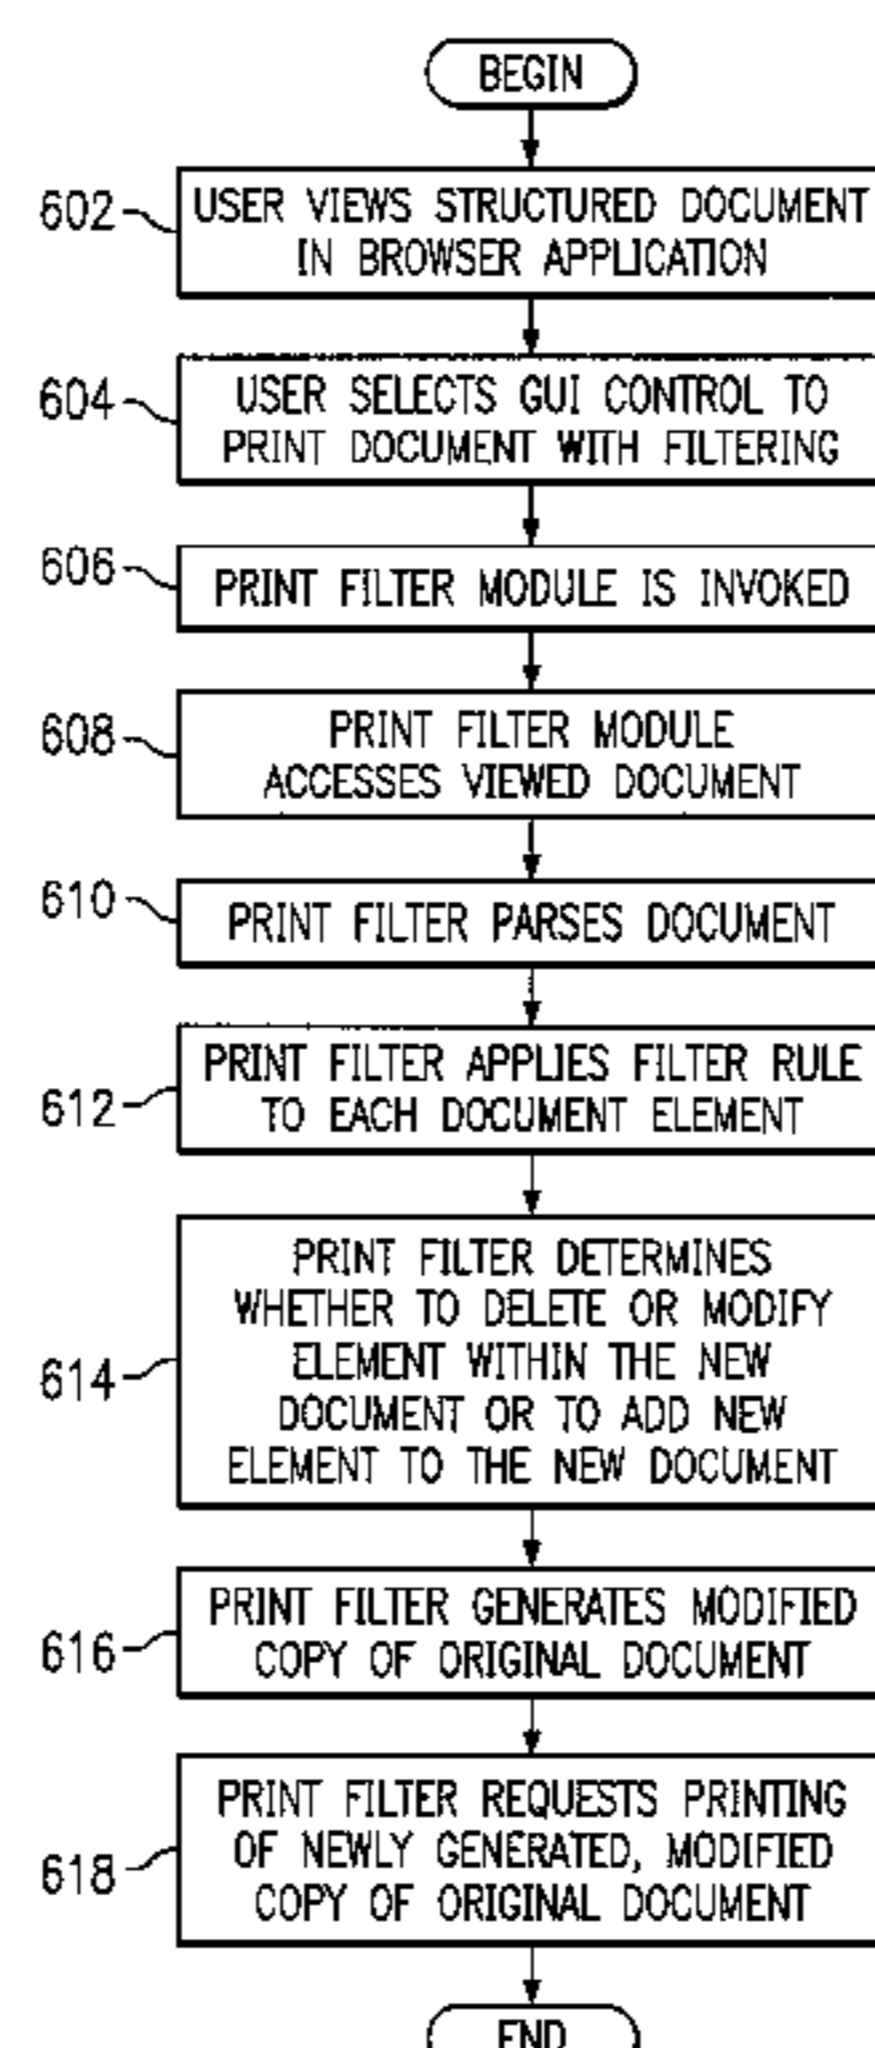 BEGIN
602
USER VIEWS STRUCTURED DOCUMENT
IN BROWSER APPLICATION
604
USER SELECTS GUI CONTROL TO
PRINT DOCUMENT WITH FILTERING
606
PRINT FILTER MODULE IS INVOKED
608
PRINT FILTER MODULE
ACCESSES VIEWED DOCUMENT
610
PRINT FILTER PARSES DOCUMENT
612
PRINT FILTER APPLIES FILTER RULE
TO EACH DOCUMENT ELEMENT
614
PRINT FILTER DETERMINES
WHETHER TO DELETE OR MODIFY
ELEMENT WITHIN THE NEW
DOCUMENT OR TO ADD NEW
ELEMENT TO THE NEW DOCUMENT
616
PRINT FILTER GENERATES MODIFIED
COPY OF ORIGINAL DOCUMENT
618
PRINT FILTER REQUESTS PRINTING
OF NEWLY GENERATED, MODIFIED
COPY OF ORIGINAL DOCUMENT
END